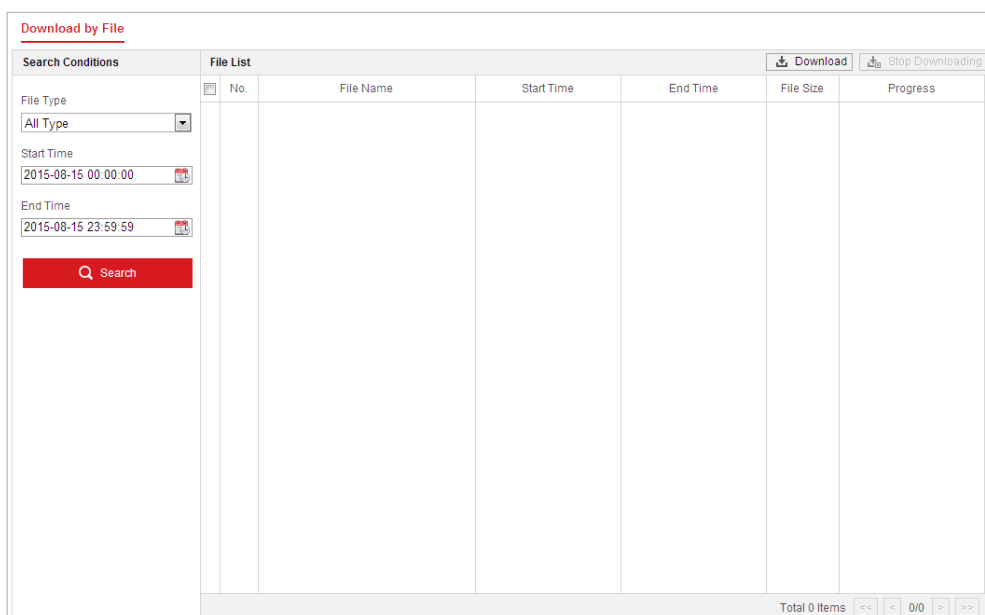 Download by File
Search Conditions
File List
Download
Stop Downloading
No.
File Name
Start Time
End Time
File Size
Progress
File Type
All Type
Start Time
2015-08-15 00:00:00
End Time
2015-08-15 23:59:59
Search
Total 0 Items << < 0/0 > >>